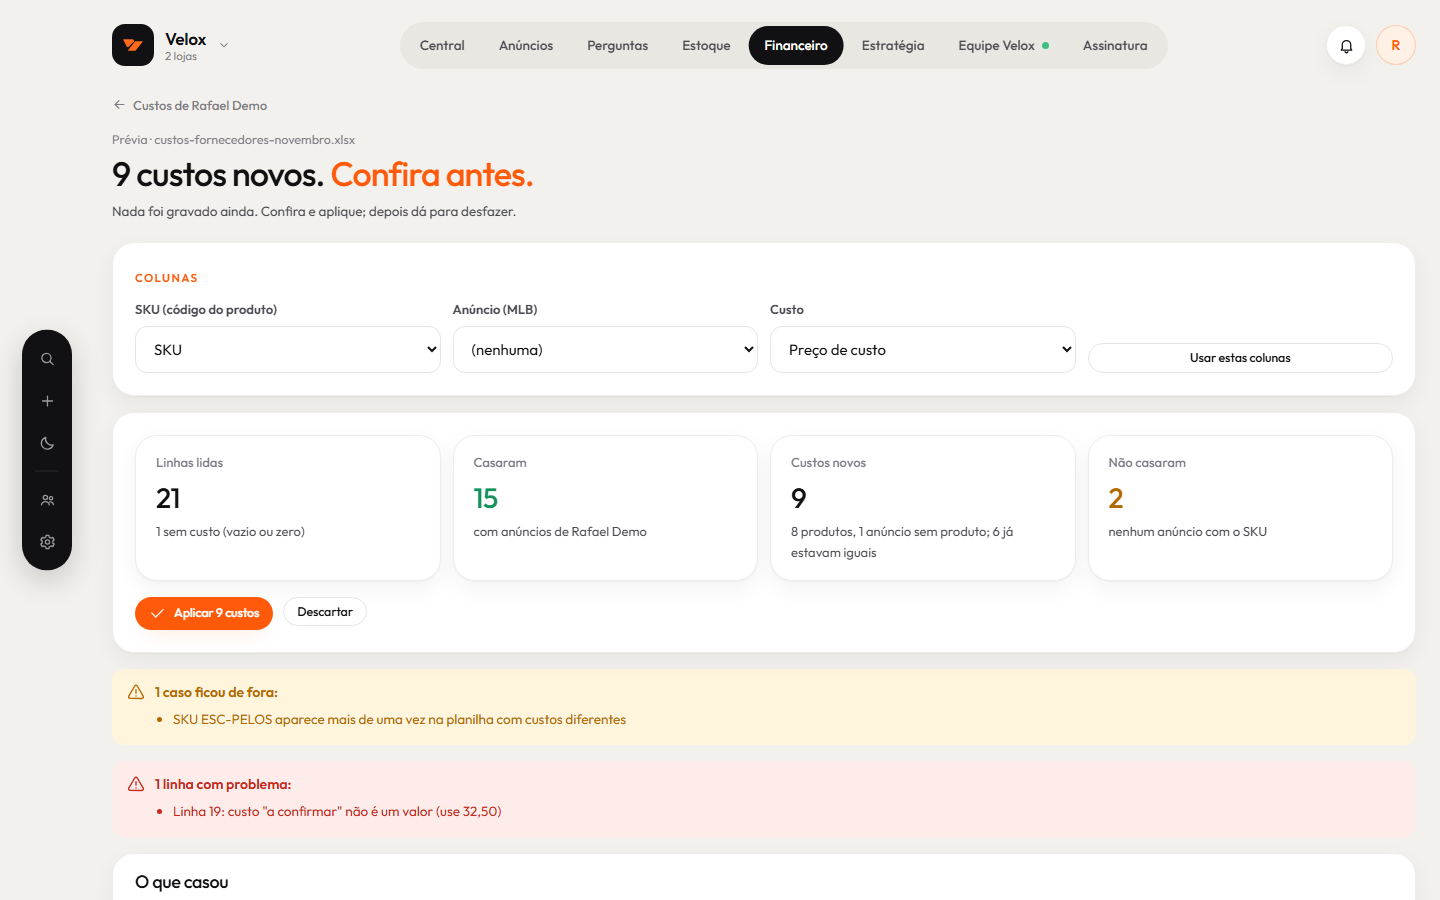 Velox
2 lojas
Central
Anúncios
Perguntas
Estoque
Financeiro
Estratégia
Equipe Velox
Assinatura
R
Custos de Rafael Demo
Prévia · custos-fornecedores-novembro.xlsx
9 custos novos. Confira antes.
Nada foi gravado ainda. Confira e aplique; depois dá para desfazer.
COLUNAS
SKU (código do produto)
Anúncio (MLB)
Custo
SKU
(nenhuma)
Preço de custo
Usar estas colunas
Linhas lidas
21
1 sem custo (vazio ou zero)
Casaram
15
com anúncios de Rafael Demo
Custos novos
9
8 produtos, 1 anúncio sem produto; 6 já
estavam iguais
Não casaram
2
nenhum anúncio com o SKU
Aplicar 9 custos
Descartar
1 caso ficou de fora:
SKU ESC-PELOS aparece mais de uma vez na planilha com custos diferentes
1 linha com problema:
Linha 19: custo "a confirmar" não é um valor (use 32,50)
O que casou